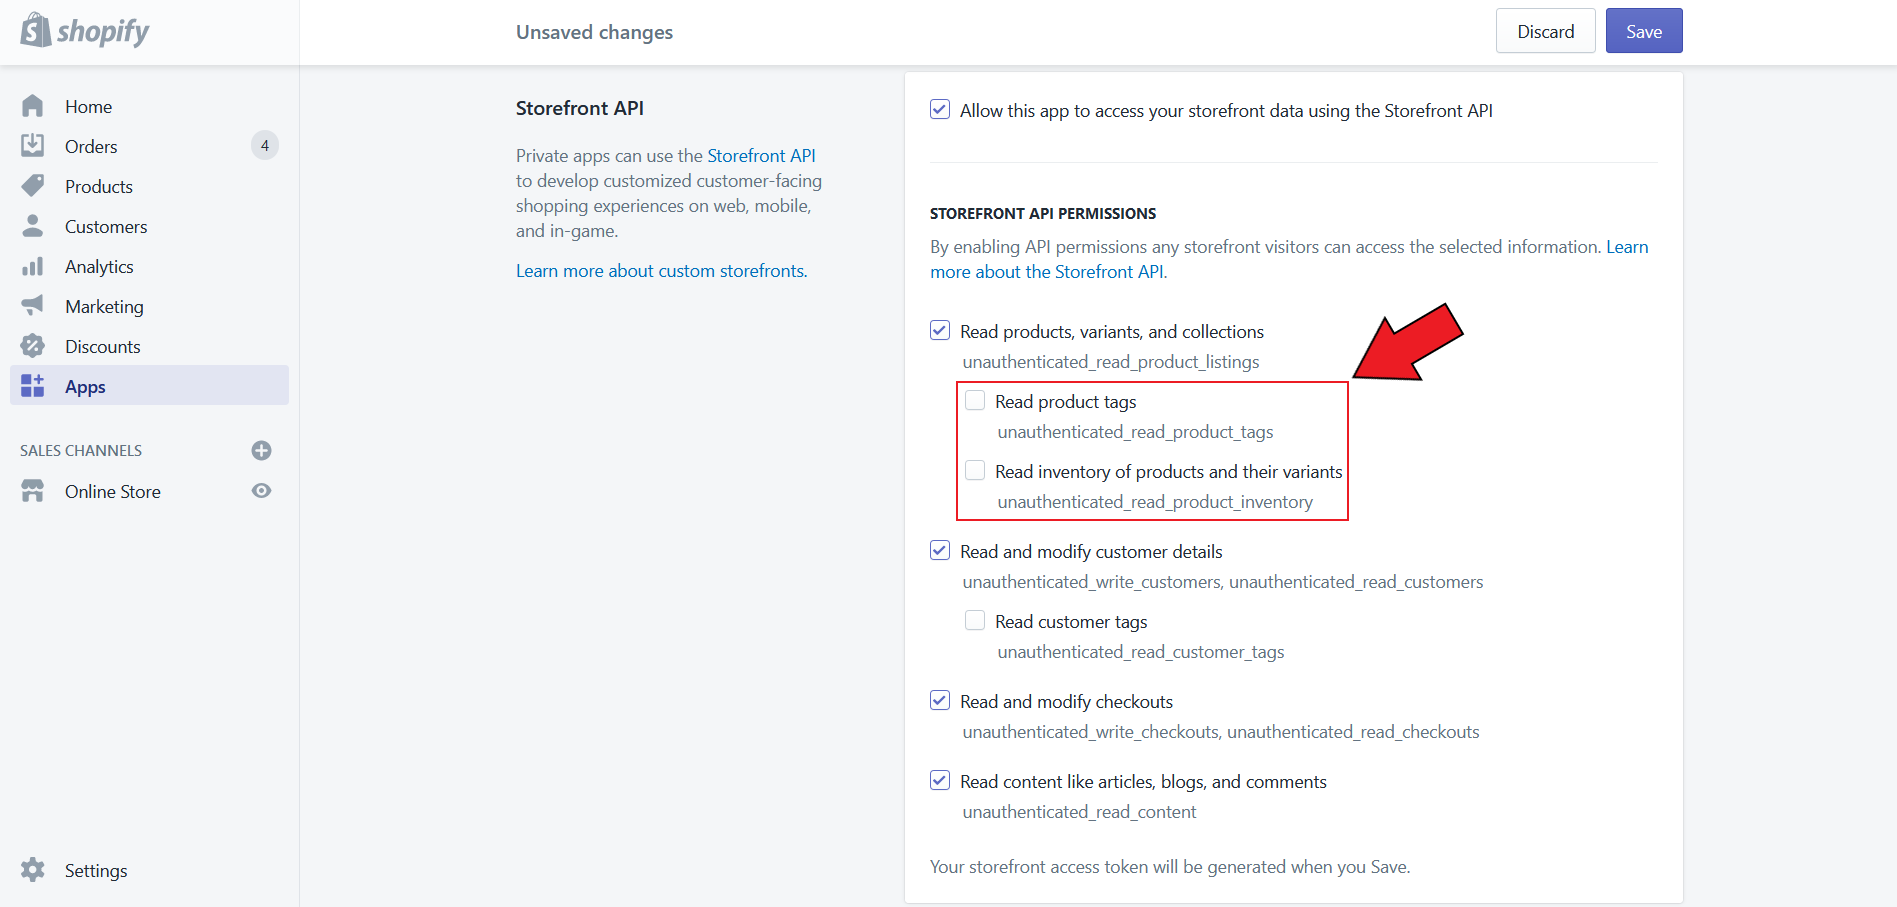 shopify
Unsaved changes
Discard
Save
Home
Orders
4
Products
Customers
Analytics
Marketing
Discounts
Apps
SALES CHANNELS
Online Store
Settings
Storefront API
Private apps can use the Storefront API
to develop customized customer-facing
shopping experiences on web, mobile,
and in-game.
Learn more about custom storefronts.
Allow this app to access your storefront data using the Storefront API
STOREFRONT API PERMISSIONS
By enabling API permissions any storefront visitors can access the selected information. Learn
more about the Storefront API.
Read products, variants, and collections
unauthenticated_read_product_listings
Read product tags
unauthenticated_read_product_tags
Read inventory of products and their variants
unauthenticated_read_product_inventory
Read and modify customer details
unauthenticated_write_customers, unauthenticated_read_customers
Read customer tags
unauthenticated_read_customer_tags
Read and modify checkouts
unauthenticated_write_checkouts, unauthenticated_read_checkouts
Read content like articles, blogs, and comments
unauthenticated_read_content
Your storefront access token will be generated when you Save.